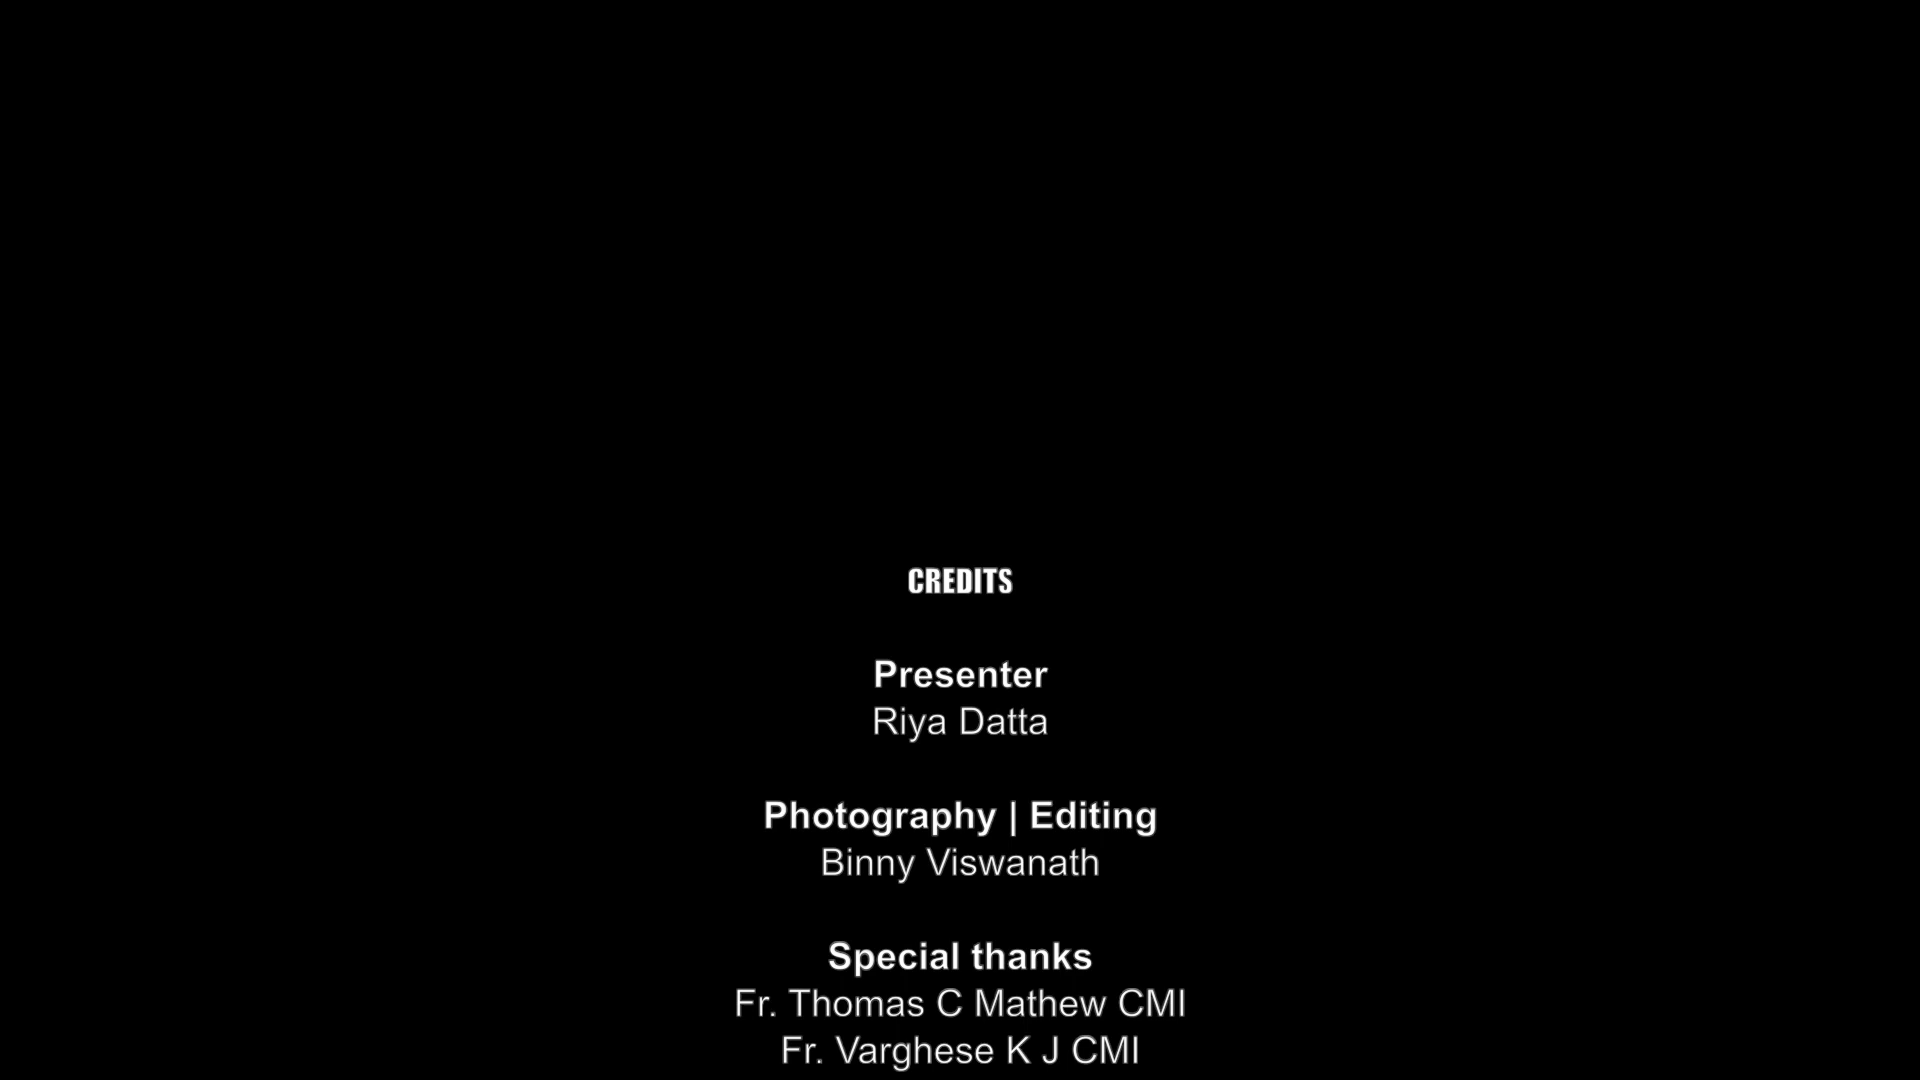 CREDITS
Presenter
Riya Datta
Photography | Editing
Binny Viswanath
Special thanks
Fr. Thomas C Mathew CMI
Fr. Varghese K J CMI